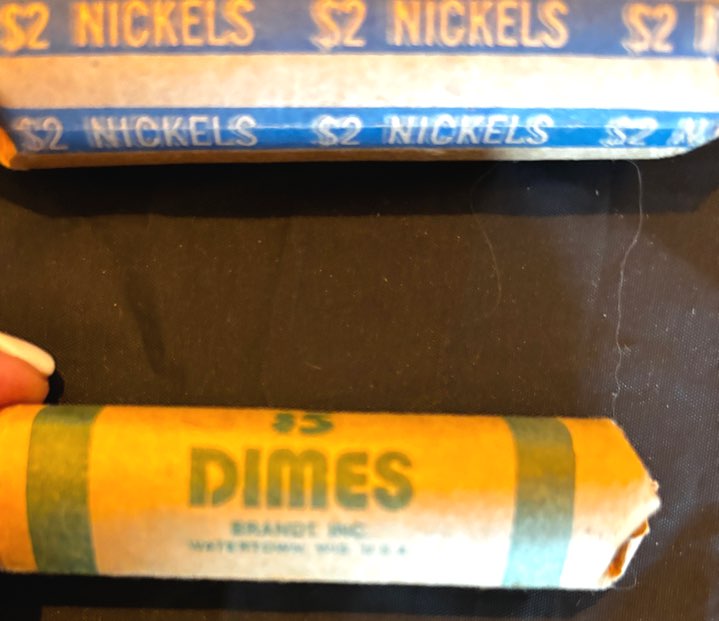 $2 NICKELS $2 NICKELS $2
$2 NICKELS $2 NICKELS $2 N
$5
DIMES
BRANDT, INC.
WATERTOWN, WIS. U.S.A.